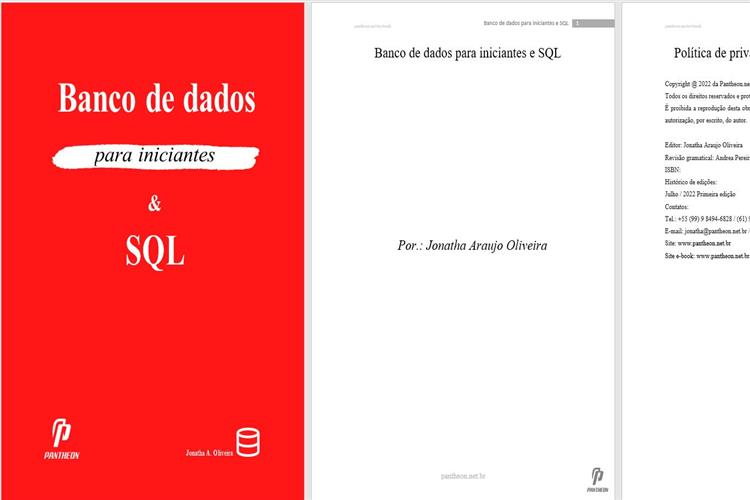 Banco de dados
para iniciantes
&
SQL
PANTHEON
Jonatha A. Oliveira
Banco de dados para iniciantes e SQL 1
Banco de dados para iniciantes e SQL
Por.: Jonatha Araujo Oliveira
pantheon.net.br
PANTHEON
Política de priv
Copyright @ 2022 da Pantheon.ne
Todos os direitos reservados e pro
É proibida a reprodução desta obr
autorização, por escrito, do autor.
Editor: Jonatha Araujo Oliveira
Revisão gramatical: Andrea Perei
ISBN:
Histórico de edições:
Julho / 2022 Primeira edição
Contatos:
Tel.: +55 (99) 9 8494-6828 / (61) 9
E-mail: jonatha@pantheon.net.br /
Site: www.pantheon.net.br
Site e-book: www.pantheon.net.br